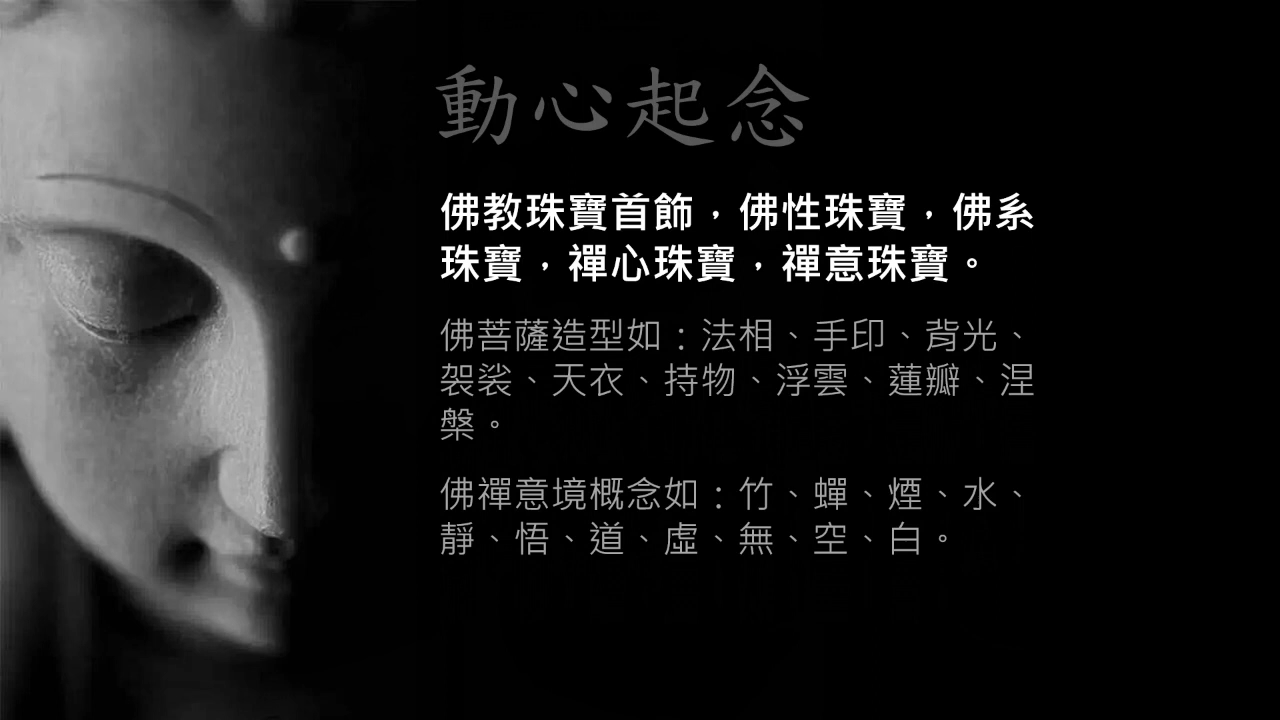 動心起念
佛教珠寶首飾，佛性珠寶，佛系
珠寶，禪心珠寶，禪意珠寶。
佛菩薩造型如：法相、手印、背光、
袈裟、天衣、持物、浮雲、蓮瓣、涅
槃。
佛禪意境概念如：竹、蟬、煙、水、
靜、悟、道、虛、無、空、白。